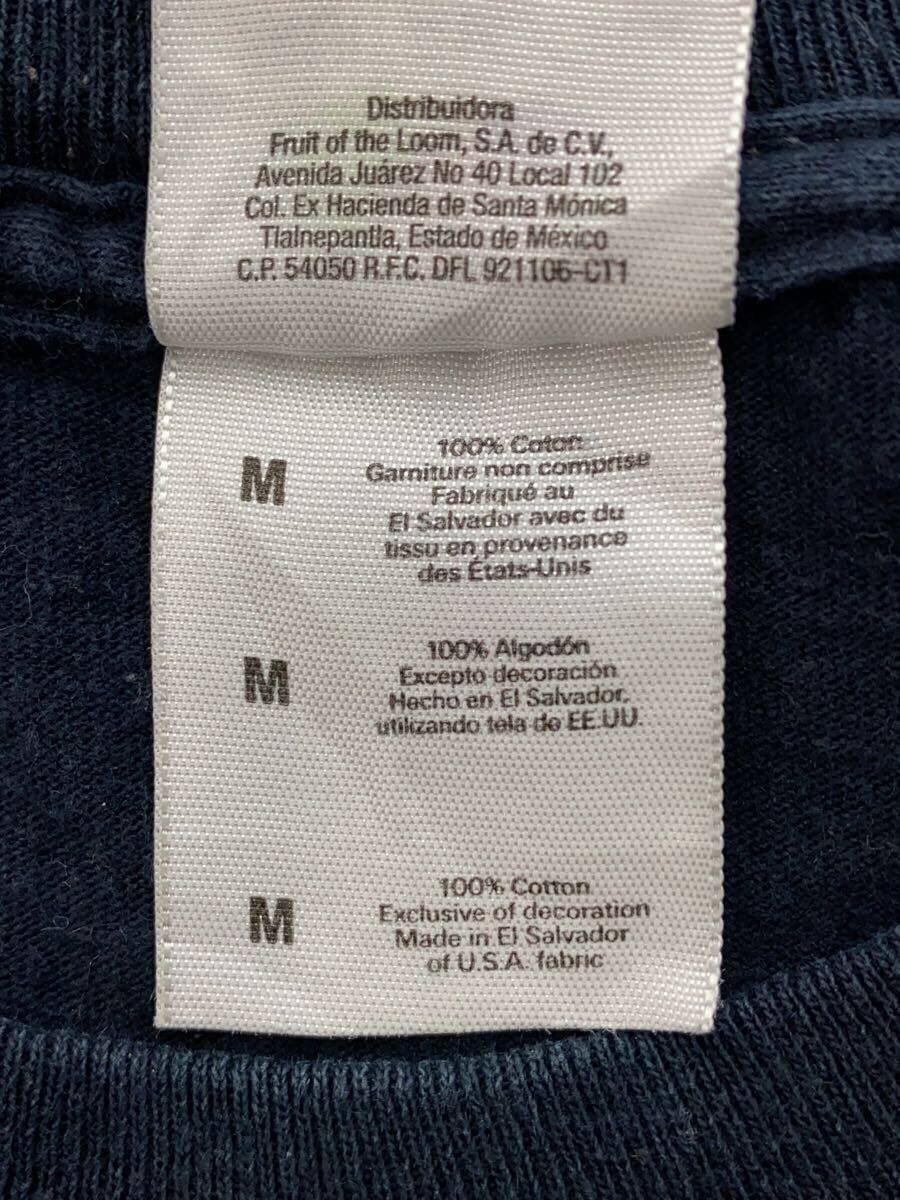 Distribuidora
Fruit of the Loom, S.A. de C.V.,
Avenida Juárez No 40 Local 102
Col. Ex Hacienda de Santa Mónica
Tlalnepantla, Estado de México
C.P. 54050 R.F.C. DFL 921106-CT1
100% Coton
M Garniture non comprise
Fabriqué au
El Salvador avec du
tissu en provenance
des États-Unis
100% Algodón
M Excepto decoración
Hecho en El Salvador,
utilizando tela de EE.UU.
100% Cotton
M Exclusive of decoration
Made in El Salvador
of U.S.A. fabric